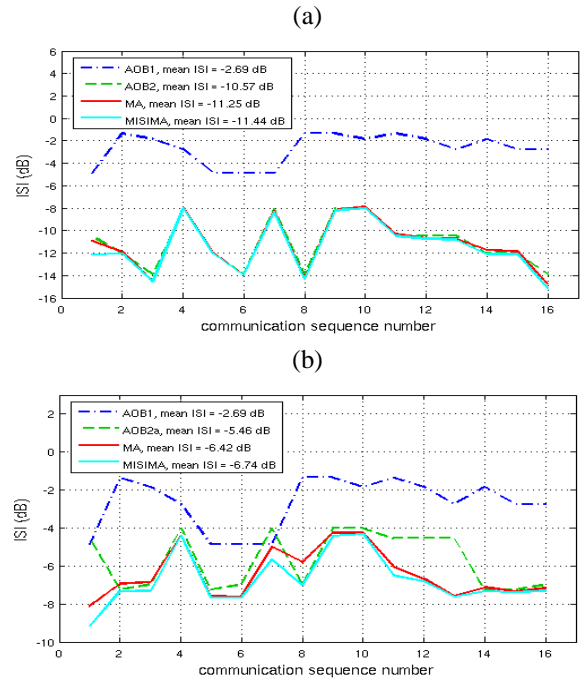 (a)
6
4
2
0
-2
-4
-6
-8
-10
-12
-14
-16
ISI (dB)
AOB1, mean ISI = -2.69 dB
AOB2, mean ISI = -10.57 dB
MA, mean ISI = -11.25 dB
MISIMA, mean ISI = -11.44 dB
0 2 4 6 8 10 12 14 16
communication sequence number
(b)
2
0
-2
-4
-6
-8
-10
ISI (dB)
AOB1, mean ISI = -2.69 dB
AOB2a, mean ISI = -5.46 dB
MA, mean ISI = -6.42 dB
MISIMA, mean ISI = -6.74 dB
0 2 4 6 8 10 12 14 16
communication sequence number